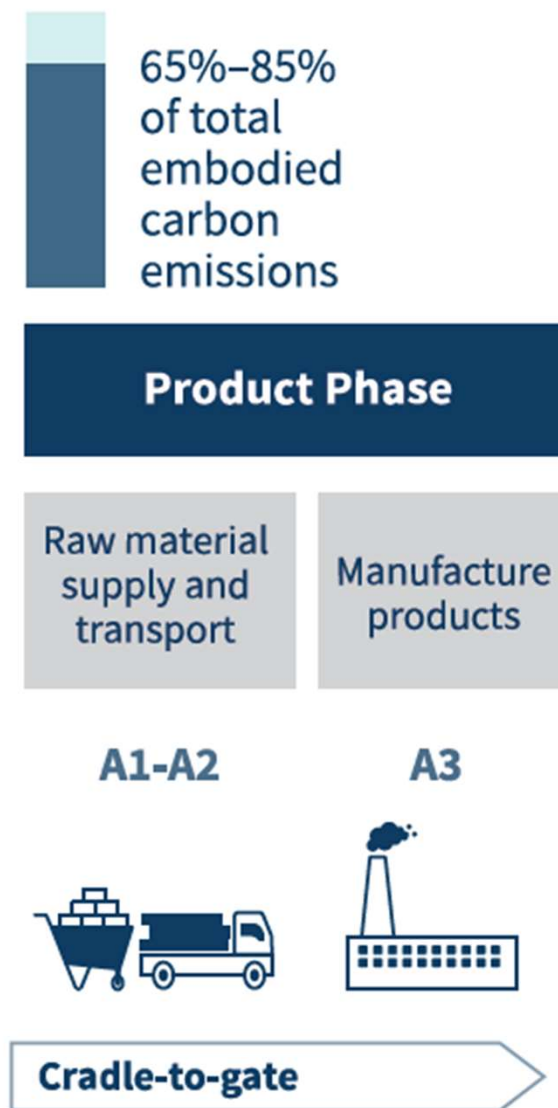 65%–85%
of total
embodied
carbon
emissions
Product Phase
Raw material
supply and
transport
Manufacture
products
A1-A2
A3
Cradle-to-gate